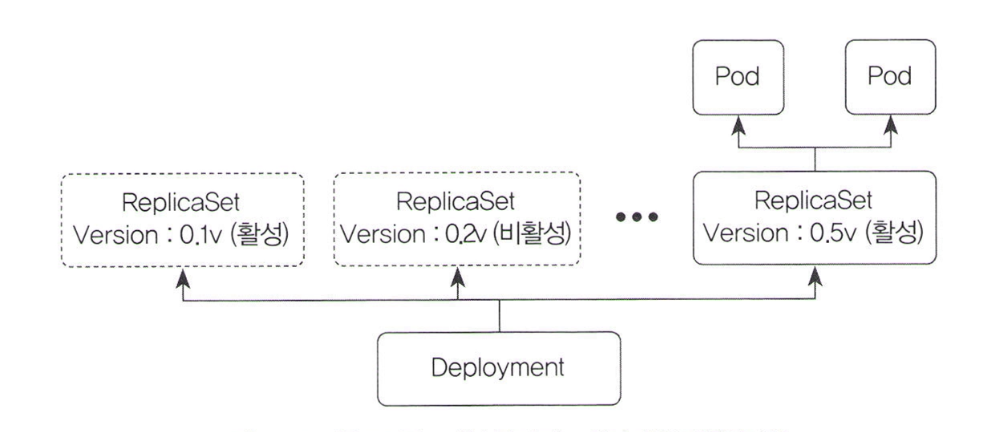 Pod
Pod
ReplicaSet
Version : 0.1v (활성)
ReplicaSet
Version : 0.2v (비활성)
ReplicaSet
Version : 0.5v (활성)
Deployment